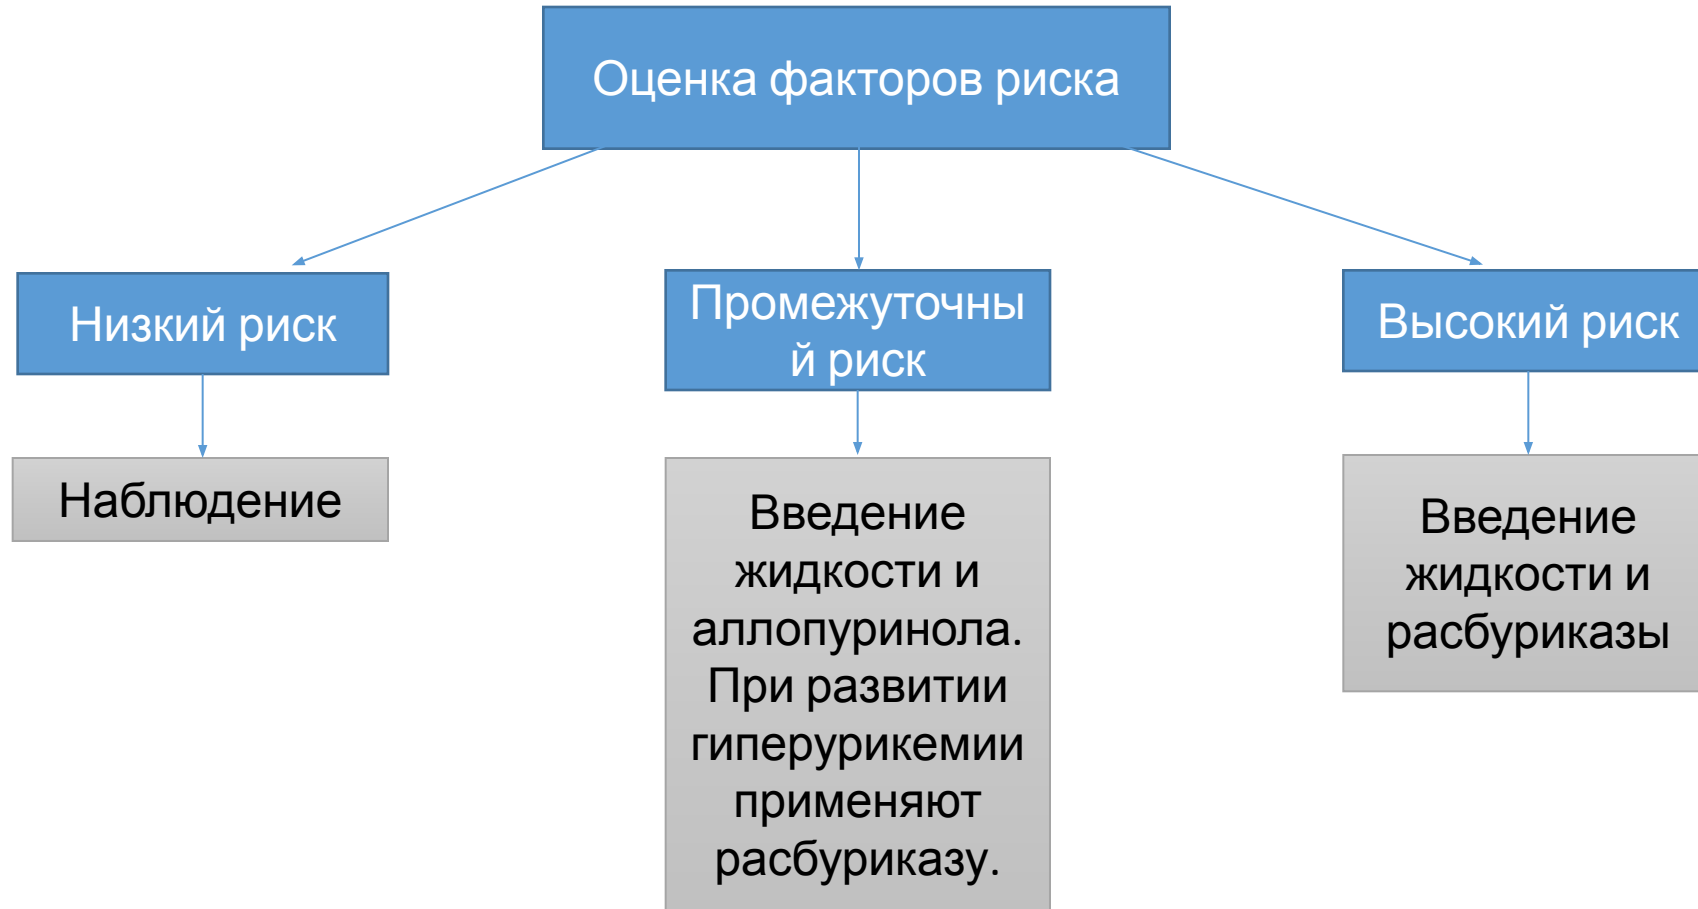 Оценка факторов риска
Низкий риск
Промежуточны
й риск
Высокий риск
Наблюдение
Введение
жидкости и
аллопуринола.
При развитии
гиперурикемии
применяют
расбуриказу.
Введение
жидкости и
расбуриказы